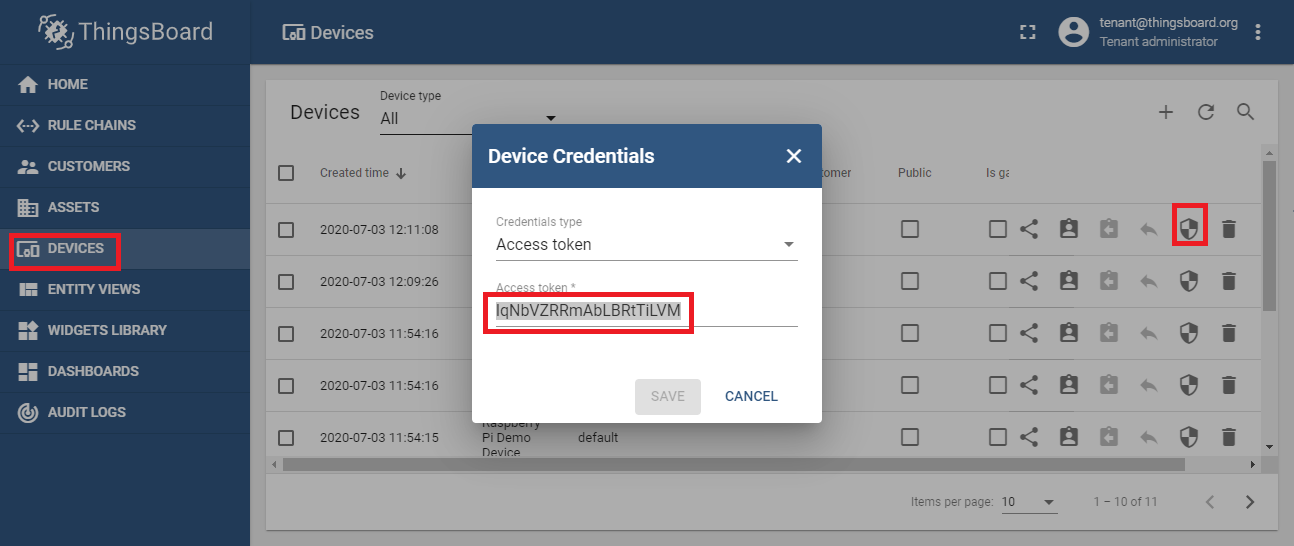 ThingsBoard
Devices
tenant@thingsboard.org
Tenant administrator
HOME
RULE CHAINS
CUSTOMERS
ASSETS
DEVICES
ENTITY VIEWS
WIDGETS LIBRARY
DASHBOARDS
AUDIT LOGS
Devices
Device type
All
Created time
tomer
Public
Is ga
2020-07-03 12:11:08
2020-07-03 12:09:26
2020-07-03 11:54:16
2020-07-03 11:54:16
2020-07-03 11:54:15
Raspberry
Pi Demo
Device
default
Device Credentials
Credentials type
Access token
Access token *
lqNbVZRRmAbLBRtTiLVM
SAVE
CANCEL
Items per page: 10
1 – 10 of 11